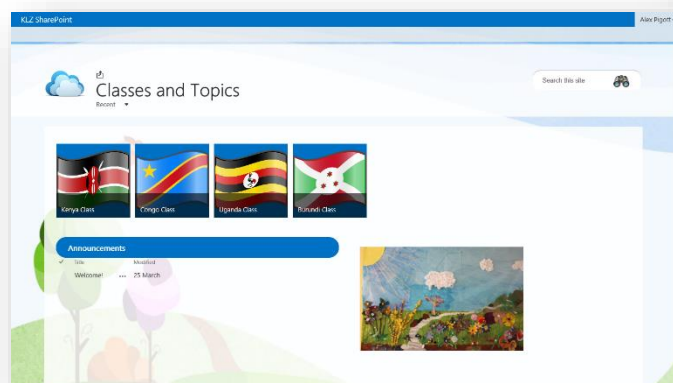 KLZ SharePoint
Alex Pigott
Classes and Topics
Recent
Search this site
Kenya Class
Congo Class
Uganda Class
Burundi Class
Announcements
Title Modified
Welcome! ... 25 March